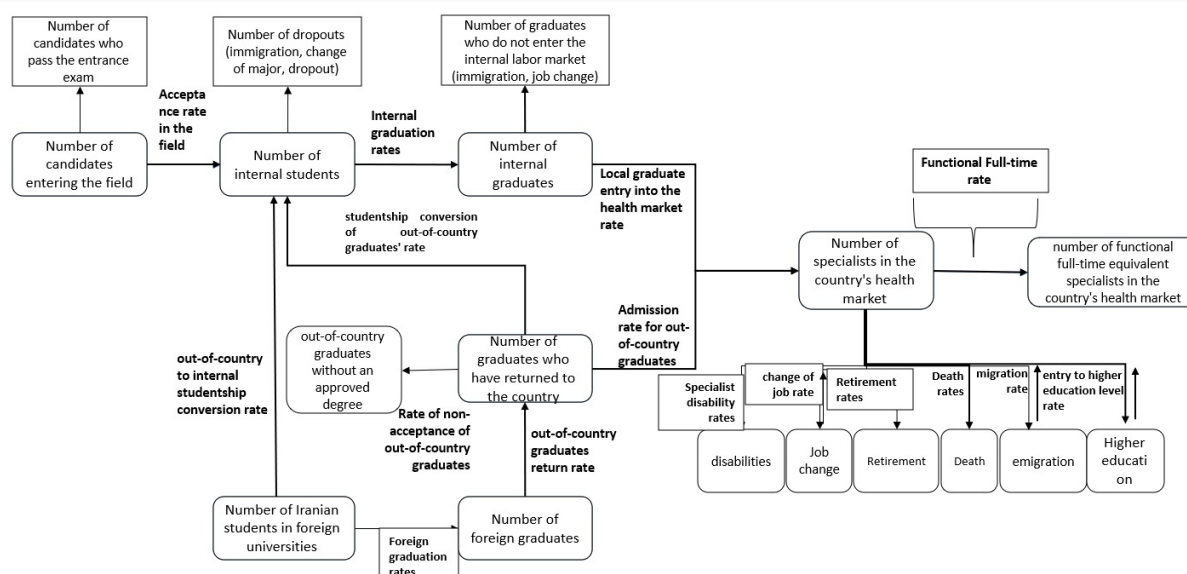 Number of
candidates who
pass the entrance
exam
Number of dropouts
(immigration, change
of major, dropout)
Number of graduates
who do not enter the
internal labor market
(immigration, job change)
Accepta
nce rate
in the
field
Internal
graduation
rates
Number of
candidates
entering the field
Number of
internal students
Number of
internal
graduates
Local graduate
entry into the
health market
rate
Functional Full-time
rate
studentship conversion
of out-of-country
graduates' rate
Number of
specialists in the
country's health
market
number of functional
full-time equivalent
specialists in the
country's health market
Admission
rate for out-
of-country
graduates
out-of-country
graduates
without an
approved
degree
Number of
graduates who
have returned to
the country
out-of-country
to internal
studentship
conversion rate
Rate of non-
acceptance of
out-of-country
graduates
out-of-country
graduates
return rate
Specialist
disability
rates
change of
job rate
Retirement
rates
Death
rates
migration
rate
entry to higher
education level
rate
disabilities
Job
change
Retirement
Death
emigration
Higher
educati
on
Number of Iranian
students in foreign
universities
Foreign
graduation
rates
Number of
foreign graduates